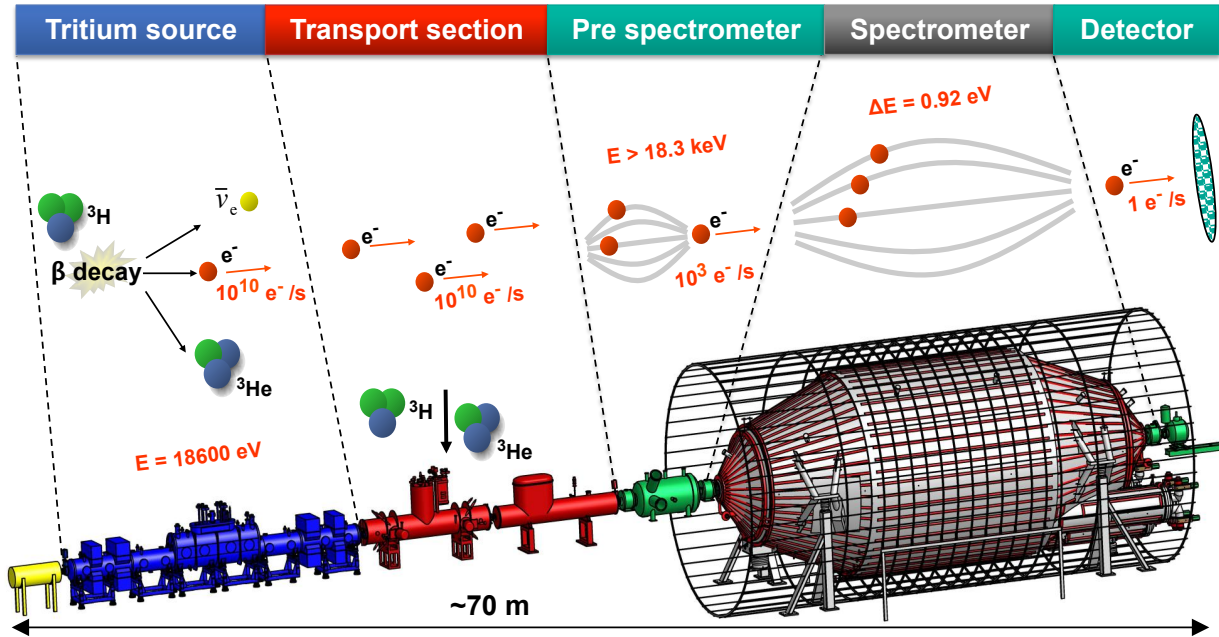 Tritium source
Transport section
Pre spectrometer
Spectrometer
Detector
ΔE = 0.92 eV
E > 18.3 keV
³H
ν̅ₑ
β decay
e⁻
10¹⁰ e⁻ /s
³He
e⁻
e⁻
e⁻
10¹⁰ e⁻ /s
e⁻
10³ e⁻ /s
e⁻
1 e⁻ /s
³H
³He
E = 18600 eV
~70 m